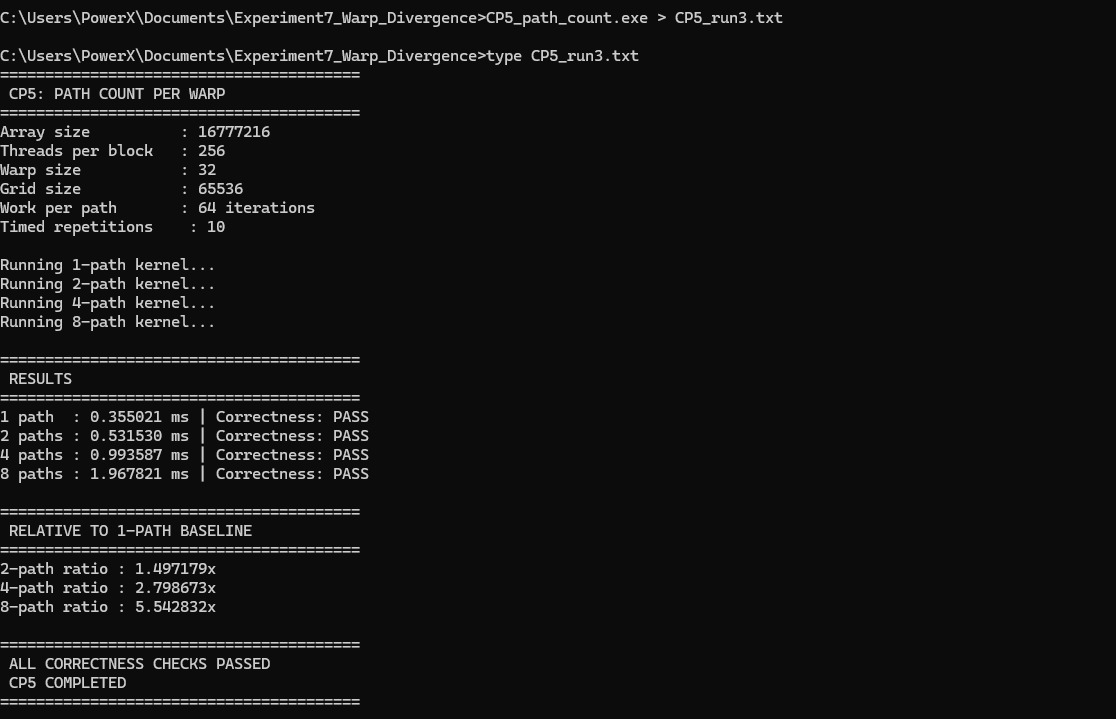 C:\Users\PowerX\Documents\Experiment7_Warp_Divergence>CP5_path_count.exe > CP5_run3.txt
C:\Users\PowerX\Documents\Experiment7_Warp_Divergence>type CP5_run3.txt
========================================
 CP5: PATH COUNT PER WARP
========================================
Array size          : 16777216
Threads per block   : 256
Warp size           : 32
Grid size           : 65536
Work per path       : 64 iterations
Timed repetitions    : 10
Running 1-path kernel...
Running 2-path kernel...
Running 4-path kernel...
Running 8-path kernel...
========================================
 RESULTS
========================================
1 path  : 0.355021 ms | Correctness: PASS
2 paths : 0.531530 ms | Correctness: PASS
4 paths : 0.993587 ms | Correctness: PASS
8 paths : 1.967821 ms | Correctness: PASS
========================================
 RELATIVE TO 1-PATH BASELINE
========================================
2-path ratio : 1.497179x
4-path ratio : 2.798673x
8-path ratio : 5.542832x
========================================
 ALL CORRECTNESS CHECKS PASSED
 CP5 COMPLETED
========================================